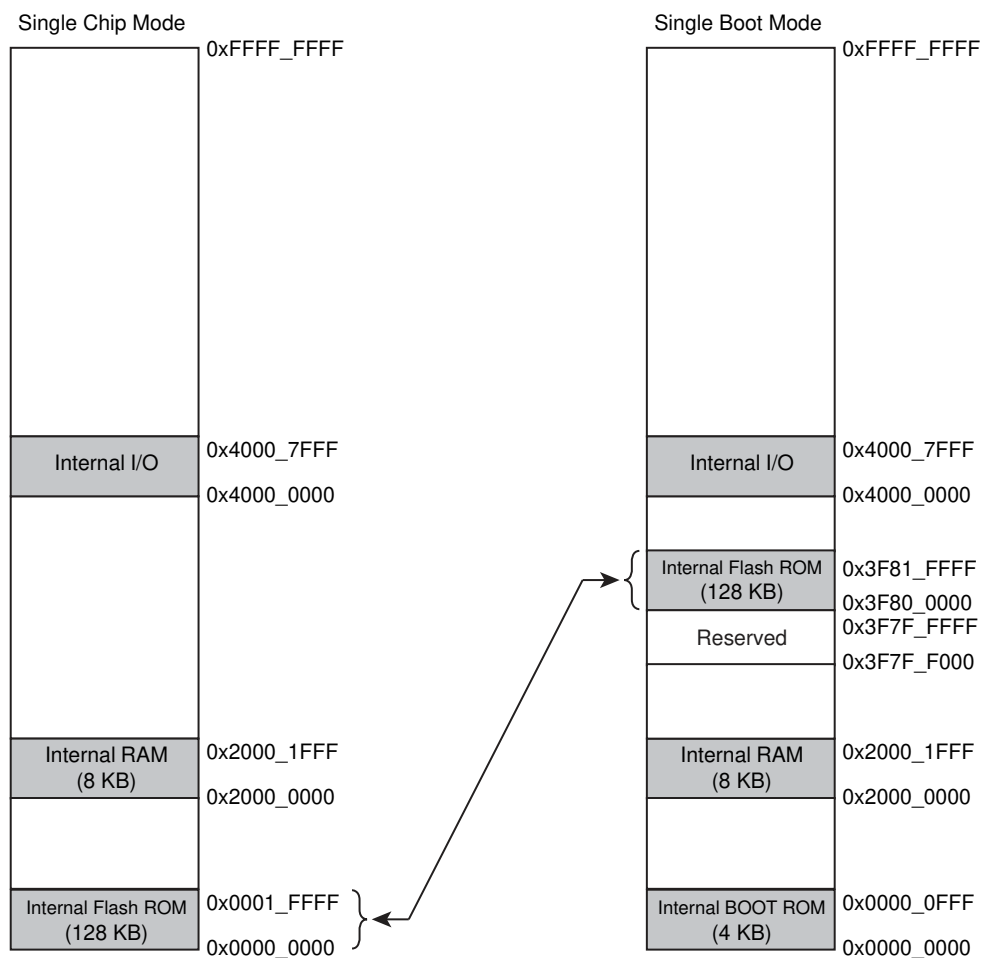 Single Chip Mode
0xFFFF_FFFF
Internal I/O
0x4000_7FFF
0x4000_0000
Internal RAM
(8 KB)
0x2000_1FFF
0x2000_0000
Internal Flash ROM
(128 KB)
0x0001_FFFF
0x0000_0000
Single Boot Mode
0xFFFF_FFFF
Internal I/O
0x4000_7FFF
0x4000_0000
Internal Flash ROM
(128 KB)
0x3F81_FFFF
0x3F80_0000
Reserved
0x3F7F_FFFF
0x3F7F_F000
Internal RAM
(8 KB)
0x2000_1FFF
0x2000_0000
Internal BOOT ROM
(4 KB)
0x0000_0FFF
0x0000_0000